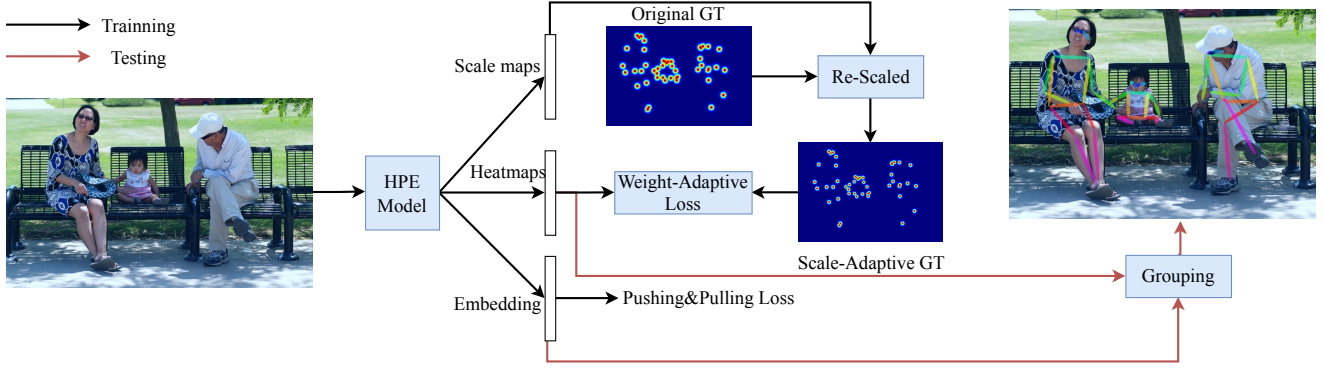 Trainning
Testing
Original GT
Scale maps
Re-Scaled
HPE
Model
Heatmaps
Weight-Adaptive
Loss
Scale-Adaptive GT
Grouping
Embedding
Pushing&Pulling Loss